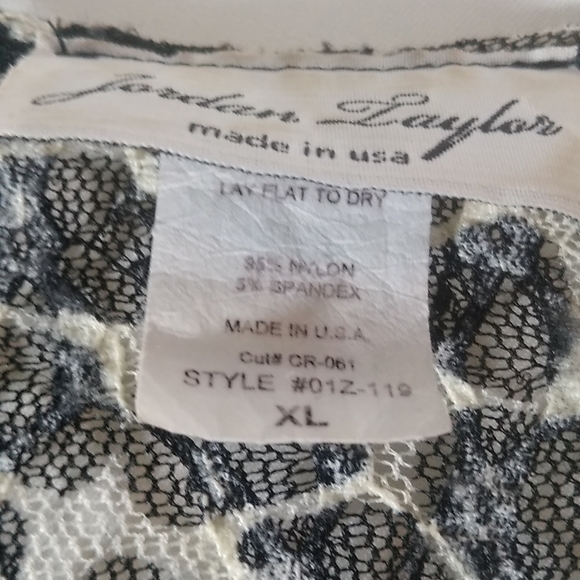 Jordan Taylor
made in usa
LAY FLAT TO DRY
95% NYLON
5% SPANDEX
MADE IN U.S.A.
Cut# CR-061
STYLE #01Z-119
XL